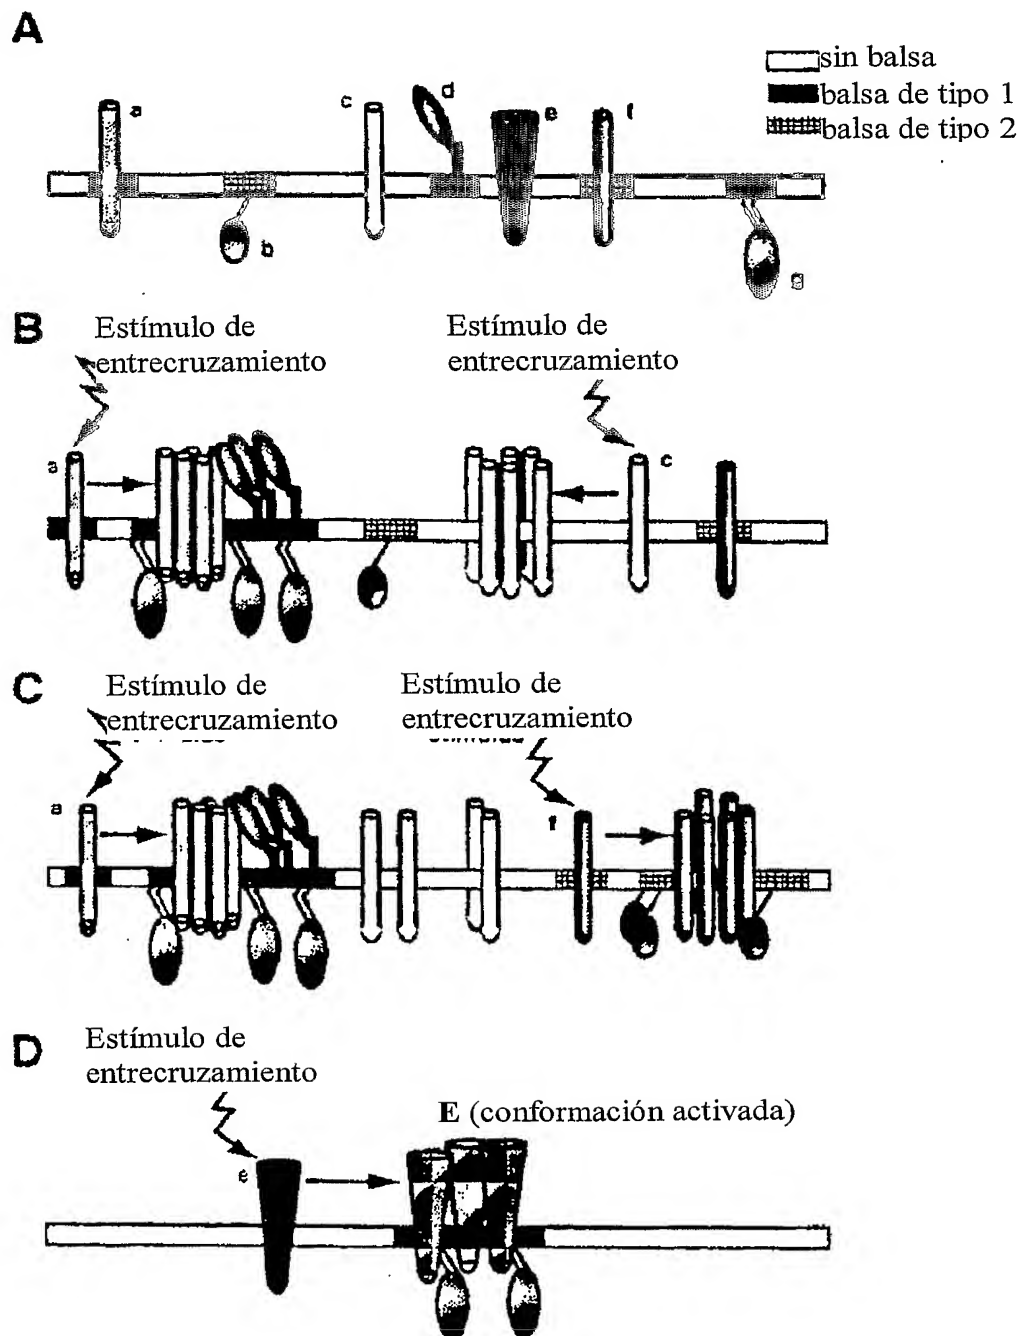 A
sin balsa
balsa de tipo 1
balsa de tipo 2
a
c
d
e
f
b
g
B
Estímulo de
entrecruzamiento
Estímulo de
entrecruzamiento
a
c
C
Estímulo de
entrecruzamiento
Estímulo de
entrecruzamiento
a
f
D
Estímulo de
entrecruzamiento
E (conformación activada)
e